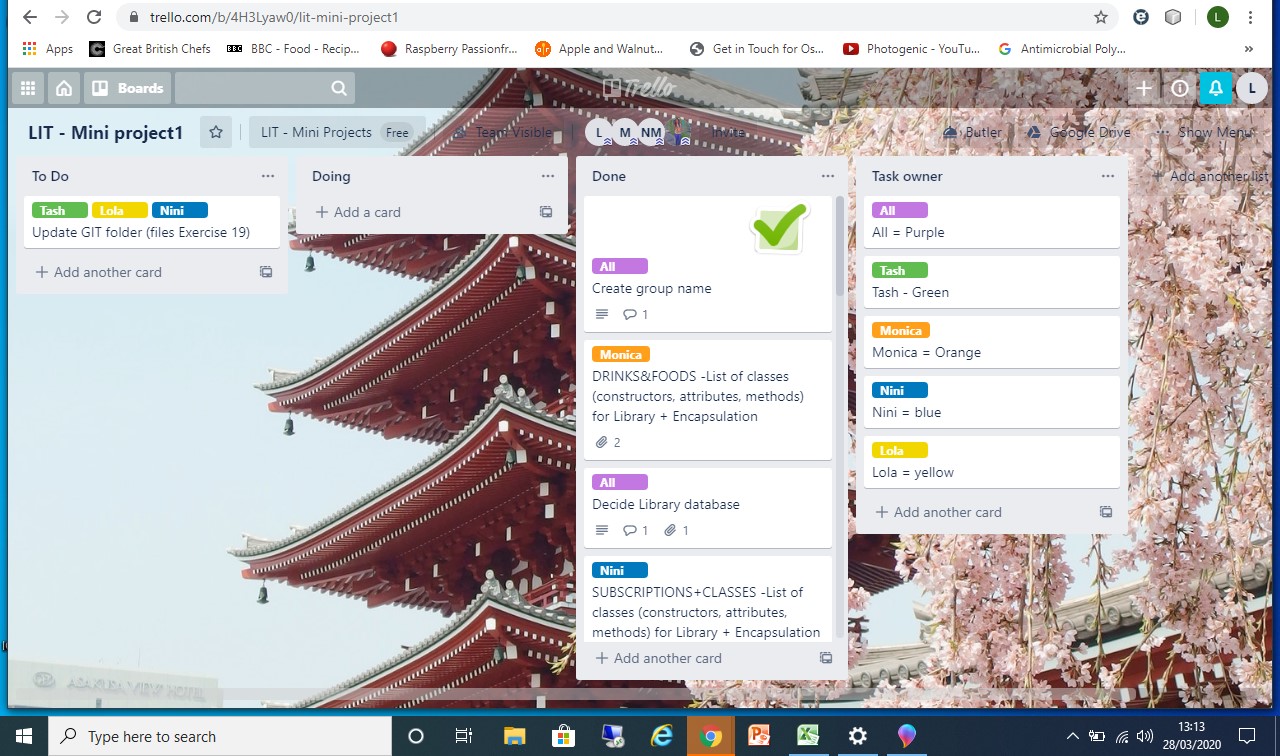 trello.com/b/4H3Lyaw0/lit-mini-project1
Apps
Great British Chefs
BBC - Food - Recip...
Raspberry Passionfr...
Apple and Walnut...
Get in Touch for Os...
Photogenic - YouTu...
Antimicrobial Poly...
»
L
Boards
Trello
L
LIT - Mini project1
LIT - Mini Projects Free
Team Visible
L M NM
Invite
Butler
Google Drive
Show Menu
To Do
Tash Lola Nini
Update GIT folder (files Exercise 19)
+ Add another card
Doing
+ Add a card
Done
All
Create group name
1
Monica
DRINKS&FOODS -List of classes
(constructors, attributes, methods)
for Library + Encapsulation
2
All
Decide Library database
1 1
Nini
SUBSCRIPTIONS+CLASSES -List of
classes (constructors, attributes,
methods) for Library + Encapsulation
+ Add another card
Task owner
All
All = Purple
Tash
Tash - Green
Monica
Monica = Orange
Nini
Nini = blue
Lola
Lola = yellow
+ Add another card
+ Add another list
ASAKUSA VIEW HOTEL
Type here to search
13:13
28/03/2020